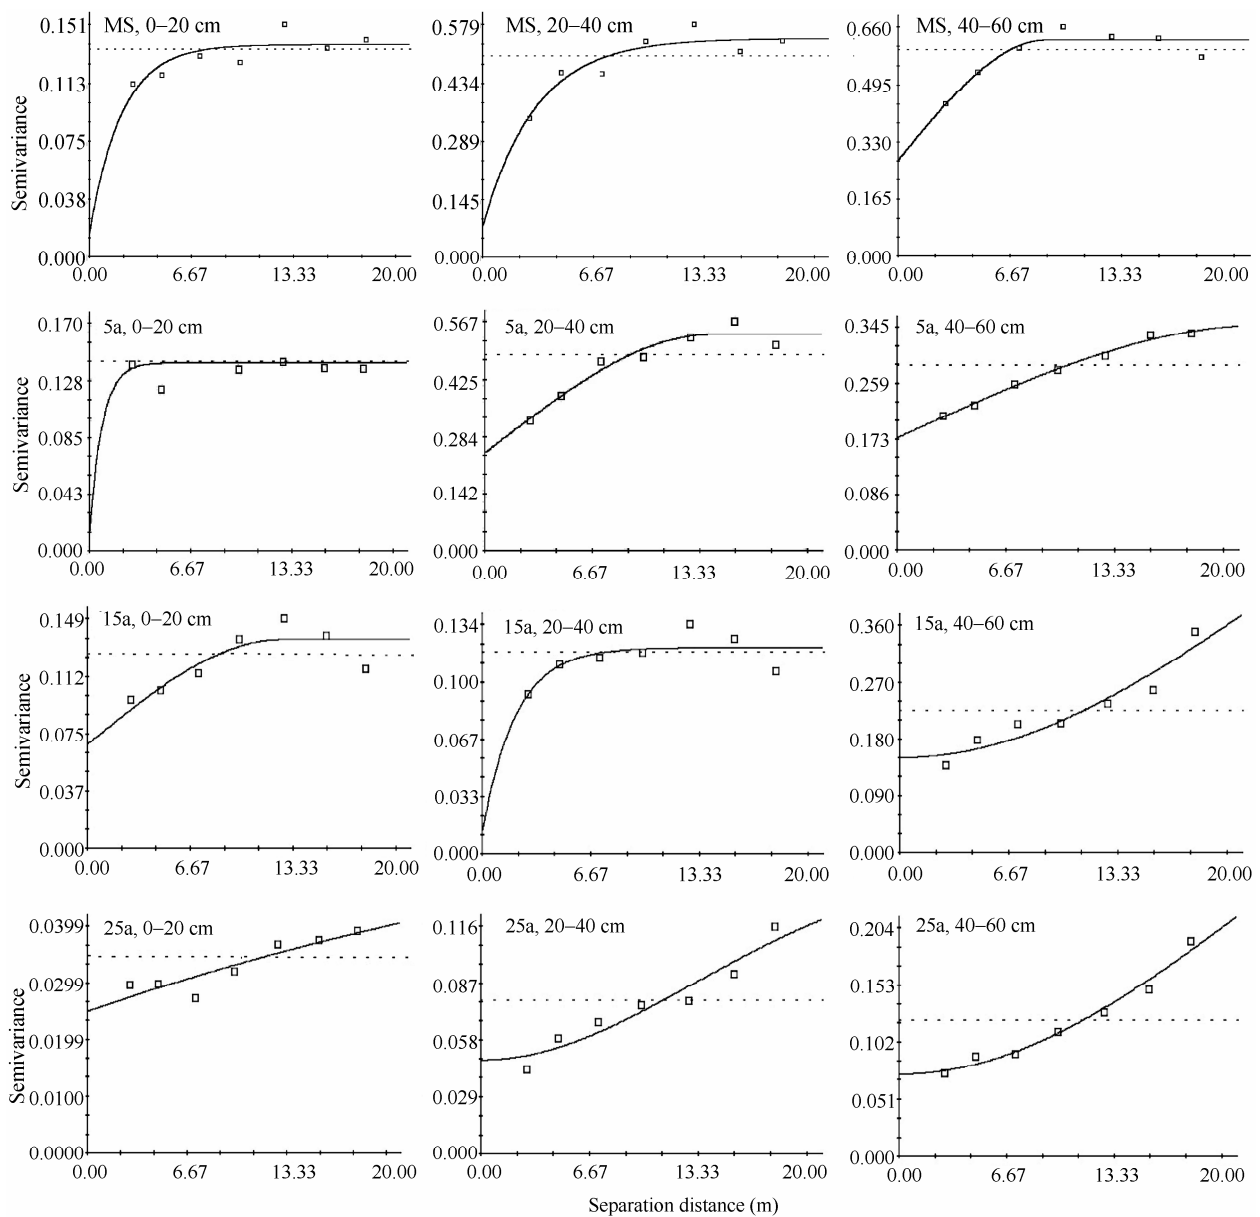 MS, 0–20 cm
0.151
0.113
0.075
0.038
0.000
0.00 6.67 13.33 20.00
Semivariance
MS, 20–40 cm
0.579
0.434
0.289
0.145
0.000
0.00 6.67 13.33 20.00
MS, 40–60 cm
0.660
0.495
0.330
0.165
0.000
0.00 6.67 13.33 20.00
5a, 0–20 cm
0.170
0.128
0.085
0.043
0.000
0.00 6.67 13.33 20.00
Semivariance
5a, 20–40 cm
0.567
0.425
0.284
0.142
0.000
0.00 6.67 13.33 20.00
5a, 40–60 cm
0.345
0.259
0.173
0.086
0.000
0.00 6.67 13.33 20.00
15a, 0–20 cm
0.149
0.112
0.075
0.037
0.000
0.00 6.67 13.33 20.00
Semivariance
15a, 20–40 cm
0.134
0.100
0.067
0.033
0.000
0.00 6.67 13.33 20.00
15a, 40–60 cm
0.360
0.270
0.180
0.090
0.000
0.00 6.67 13.33 20.00
25a, 0–20 cm
0.0399
0.0299
0.0199
0.0100
0.0000
0.00 6.67 13.33 20.00
Semivariance
25a, 20–40 cm
0.116
0.087
0.058
0.029
0.000
0.00 6.67 13.33 20.00
25a, 40–60 cm
0.204
0.153
0.102
0.051
0.000
0.00 6.67 13.33 20.00
Separation distance (m)